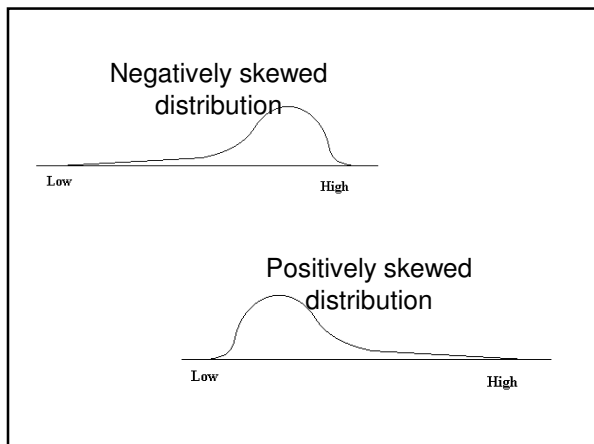 Negatively skewed
distribution
Low
High
Positively skewed
distribution
Low
High